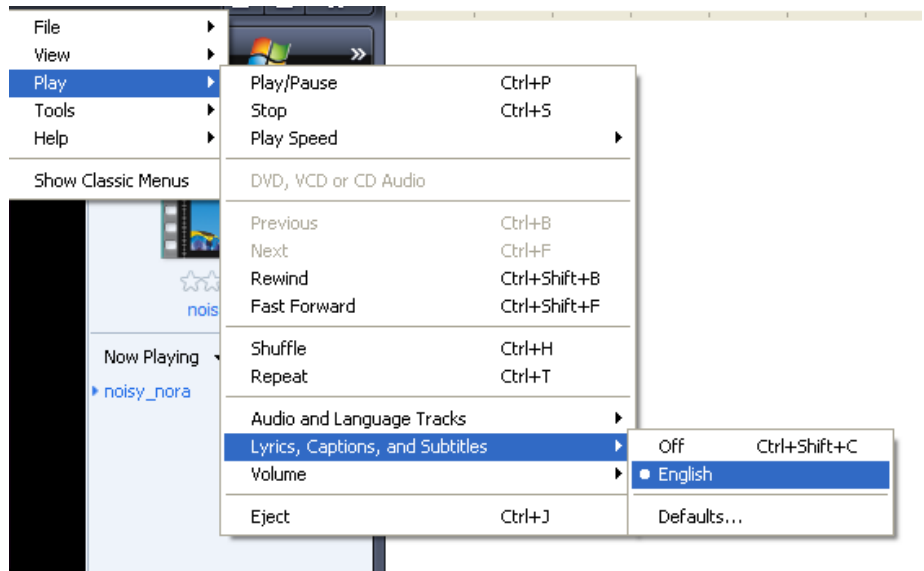 File
View
Play
Tools
Help
Show Classic Menus
»
Play/Pause Ctrl+P
Stop Ctrl+S
Play Speed
DVD, VCD or CD Audio
Previous Ctrl+B
Next Ctrl+F
Rewind Ctrl+Shift+B
Fast Forward Ctrl+Shift+F
Shuffle Ctrl+H
Repeat Ctrl+T
Audio and Language Tracks
Lyrics, Captions, and Subtitles
Volume
Eject Ctrl+J
Off Ctrl+Shift+C
English
Defaults...
nois
Now Playing
noisy_nora